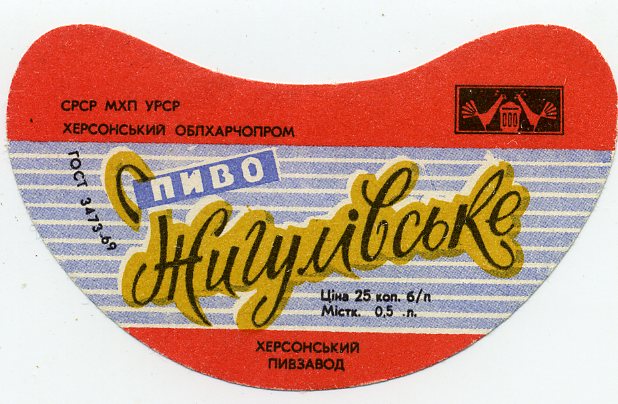 СРСР МХП УРСР
ХЕРСОНСЬКИЙ ОБЛХАРЧОПРОМ
ГОСТ 3473-69
ПИВО
Жигулівське
Ціна 25 коп. б/п
Містк. 0,5 л.
ХЕРСОНСЬКИЙ
ПИВЗАВОД